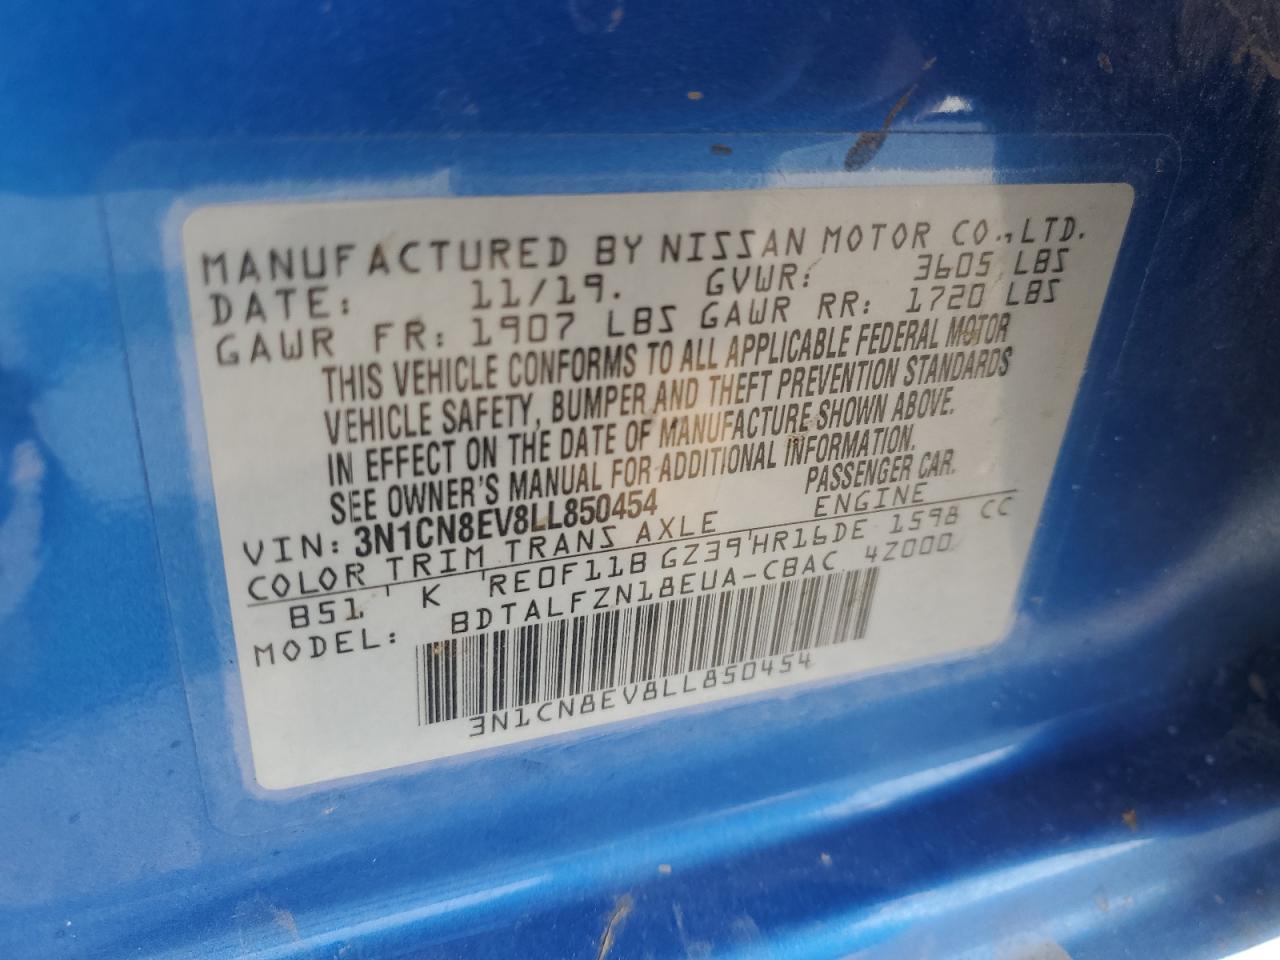 MANUFACTURED BY NISSAN MOTOR CO., LTD.
DATE: 11/19. GVWR: 3605 LBS
GAWR FR: 1907 LBS GAWR RR: 1720 LBS
THIS VEHICLE CONFORMS TO ALL APPLICABLE FEDERAL MOTOR
VEHICLE SAFETY, BUMPER AND THEFT PREVENTION STANDARDS
IN EFFECT ON THE DATE OF MANUFACTURE SHOWN ABOVE.
SEE OWNER'S MANUAL FOR ADDITIONAL INFORMATION.
VIN: 3N1CN8EV8LL850454 PASSENGER CAR.
COLOR TRIM TRANS AXLE ENGINE
B51 K RE0F11B GZ39 HR16DE 1598 CC
MODEL: BDTALFZN18EUA-CBAC 4Z000
3N1CN8EV8LL850454